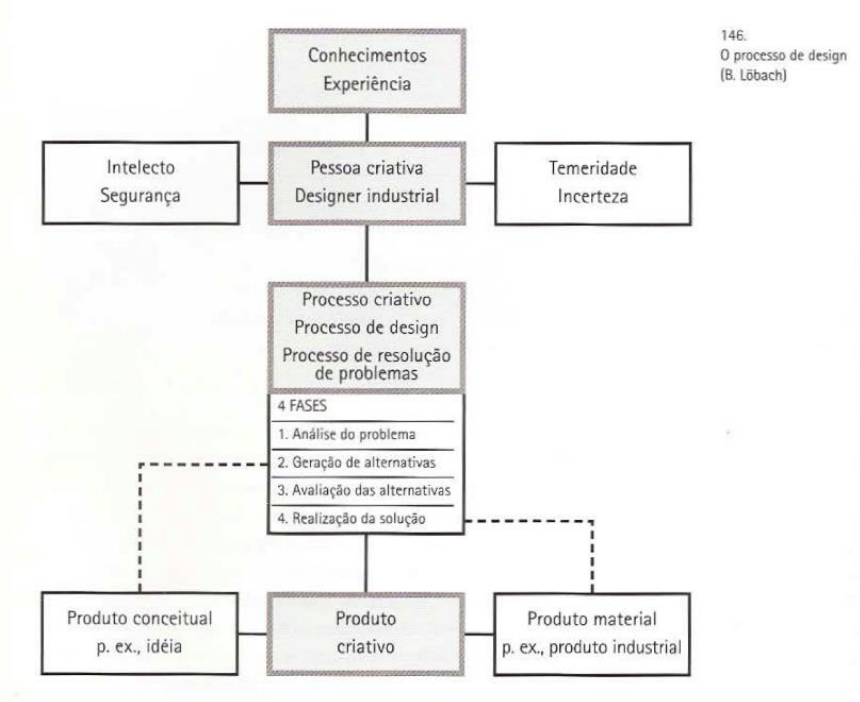 146.
O processo de design
(B. Löbach)
Conhecimentos
Experiência
Intelecto
Segurança
Pessoa criativa
Designer industrial
Temeridade
Incerteza
Processo criativo
Processo de design
Processo de resolução
de problemas
4 FASES
1. Análise do problema
2. Geração de alternativas
3. Avaliação das alternativas
4. Realização da solução
Produto conceitual
p. ex., idéia
Produto
criativo
Produto material
p. ex., produto industrial